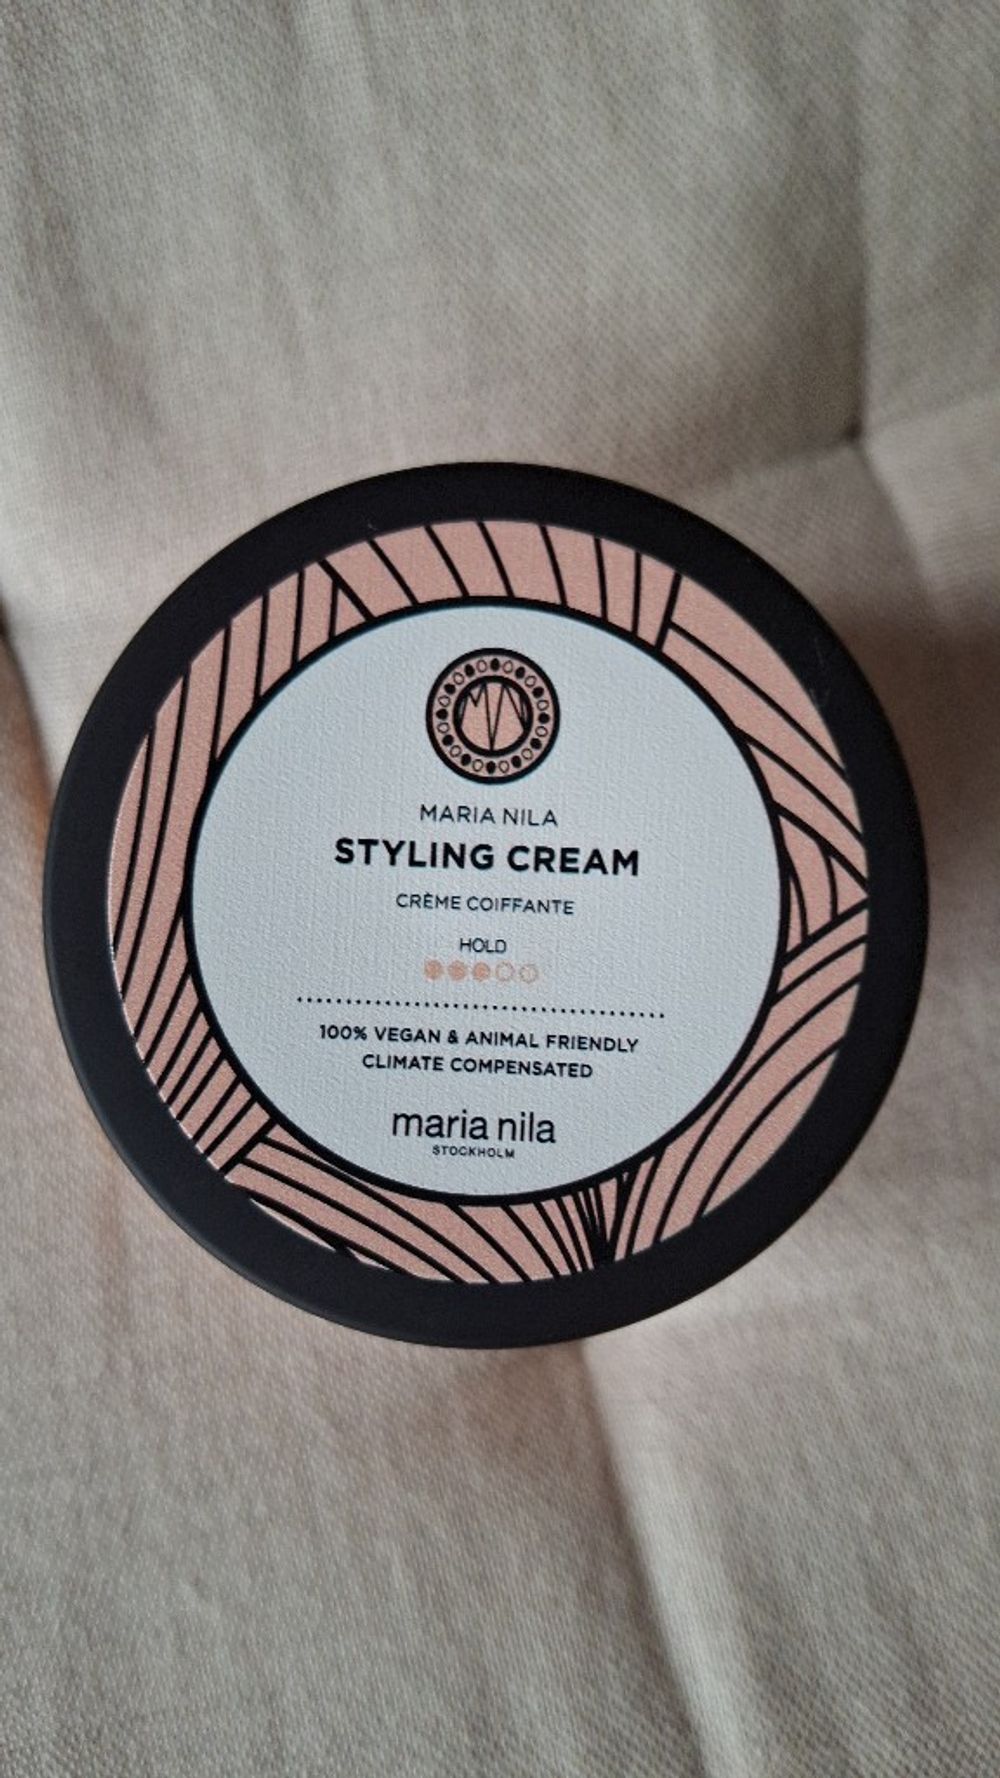 MARIA NILA
STYLING CREAM
CRÈME COIFFANTE
HOLD
100% VEGAN & ANIMAL FRIENDLY
CLIMATE COMPENSATED
maria nila
STOCKHOLM